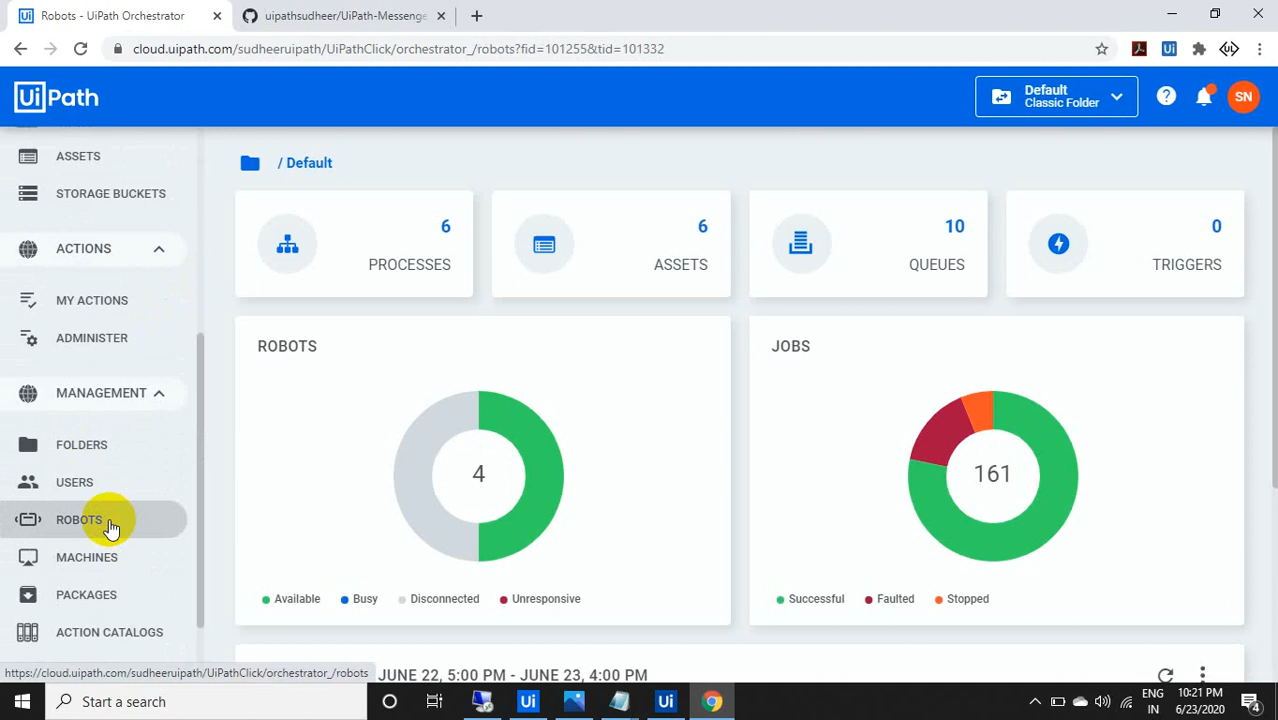 Robots - UiPath Orchestrator
uipathsudheer/UiPath-Messenge
cloud.uipath.com/sudheeruipath/UiPathClick/orchestrator_/robots?fid=101255&tid=101332
UiPath
Default
Classic Folder
SN
ASSETS
STORAGE BUCKETS
ACTIONS
MY ACTIONS
ADMINISTER
MANAGEMENT
FOLDERS
USERS
ROBOTS
MACHINES
PACKAGES
ACTION CATALOGS
https://cloud.uipath.com/sudheeruipath/UiPathClick/orchestrator_/robots
/ Default
6
PROCESSES
6
ASSETS
10
QUEUES
0
TRIGGERS
ROBOTS
4
Available Busy Disconnected Unresponsive
JOBS
161
Successful Faulted Stopped
JUNE 22, 5:00 PM - JUNE 23, 4:00 PM
Start a search
ENG
IN
10:21 PM
6/23/2020
4